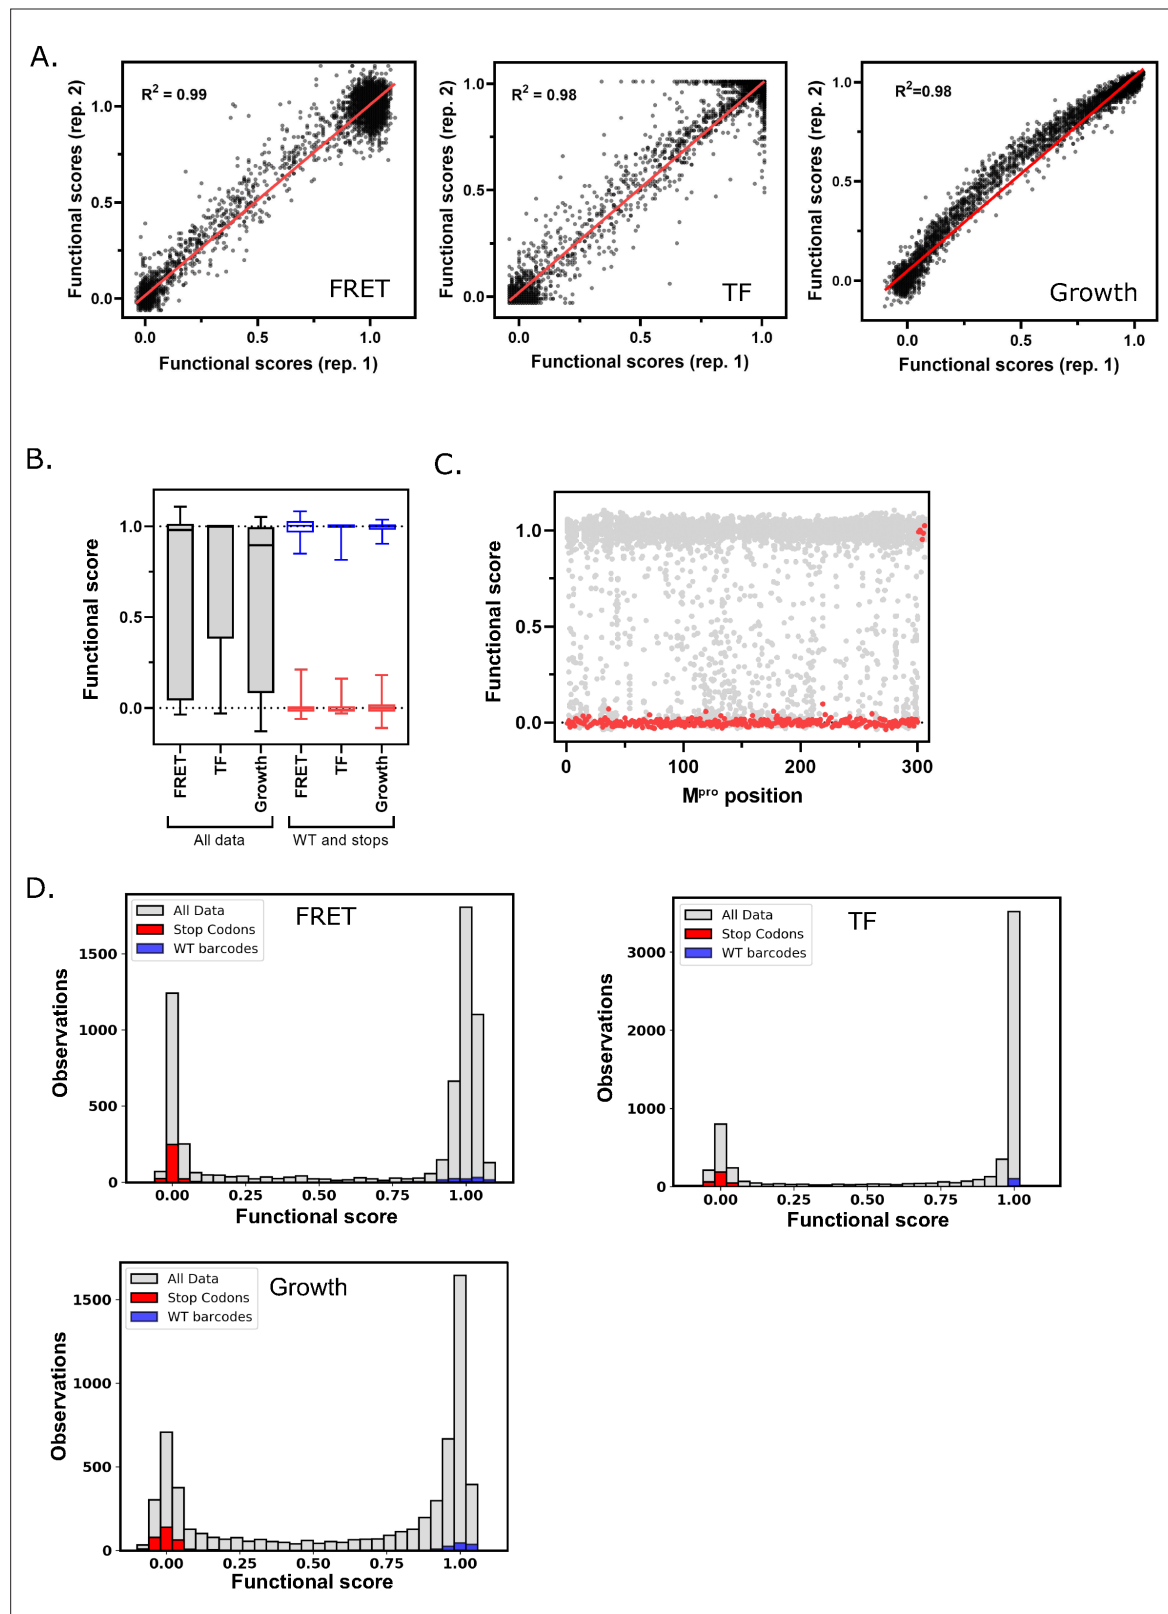 A.
R² = 0.99
FRET
Functional scores (rep. 2)
1.0
0.5
0.0
0.0
0.5
1.0
Functional scores (rep. 1)
R² = 0.98
TF
Functional scores (rep. 2)
1.0
0.5
0.0
0.0
0.5
1.0
Functional scores (rep. 1)
R²=0.98
Growth
Functional scores (rep. 2)
1.0
0.5
0.0
0.0
0.5
1.0
Functional scores (rep. 1)
B.
Functional score
1.0
0.5
0.0
FRET
TF
Growth
FRET
TF
Growth
All data
WT and stops
C.
Functional score
1.0
0.5
0.0
0
100
200
300
Mᵖʳᵒ position
D.
FRET
All Data
Stop Codons
WT barcodes
Observations
1500
1000
500
0
0.00
0.25
0.50
0.75
1.00
Functional score
TF
All Data
Stop Codons
WT barcodes
Observations
3000
2000
1000
0
0.00
0.25
0.50
0.75
1.00
Functional score
Growth
All Data
Stop Codons
WT barcodes
Observations
1500
1000
500
0
0.00
0.25
0.50
0.75
1.00
Functional score